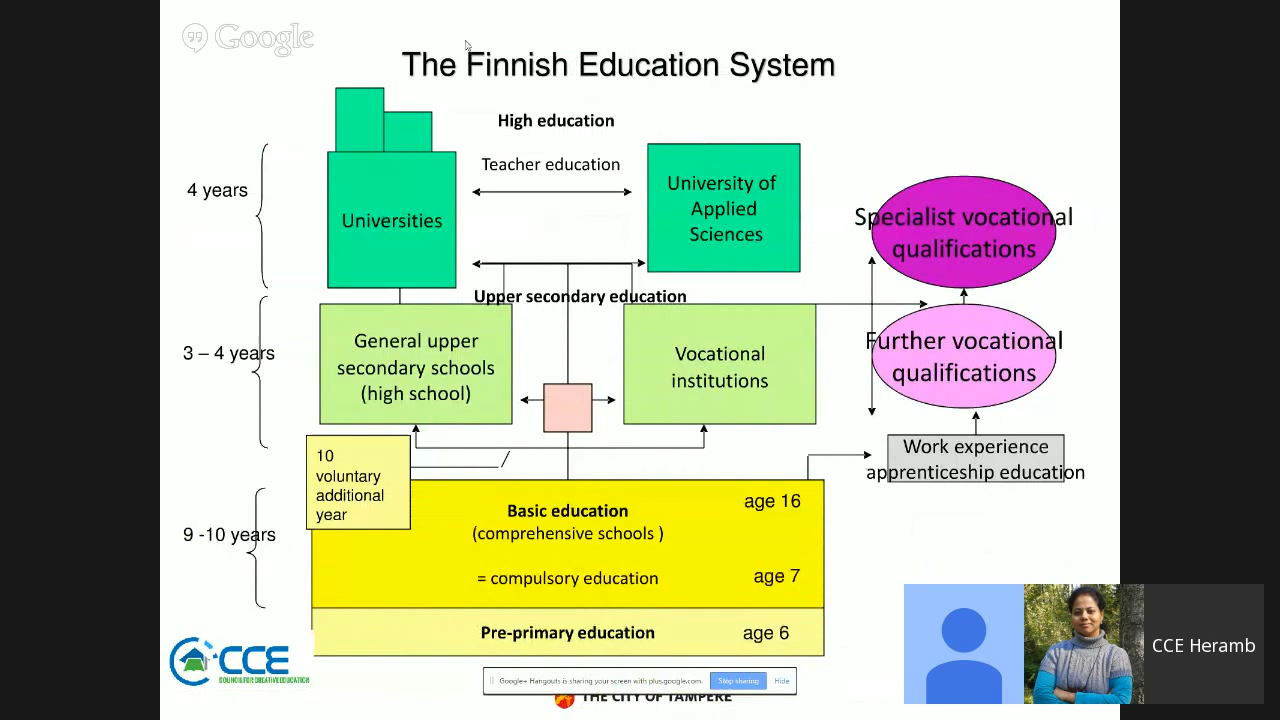 Google
The Finnish Education System
High education
Teacher education
4 years
Universities
University of
Applied
Sciences
Specialist vocational
qualifications
Upper secondary education
3 – 4 years
General upper
secondary schools
(high school)
Vocational
institutions
Further vocational
qualifications
Work experience
apprenticeship education
10
voluntary
additional
year
9 -10 years
Basic education
(comprehensive schools )
age 16
= compulsory education
age 7
Pre-primary education
age 6
CCE
COUNCIL FOR CREATIVE EDUCATION
Google+ Hangouts is sharing your screen with plus.google.com.
Stop sharing
Hide
THE CITY OF TAMPERE
CCE Heramb